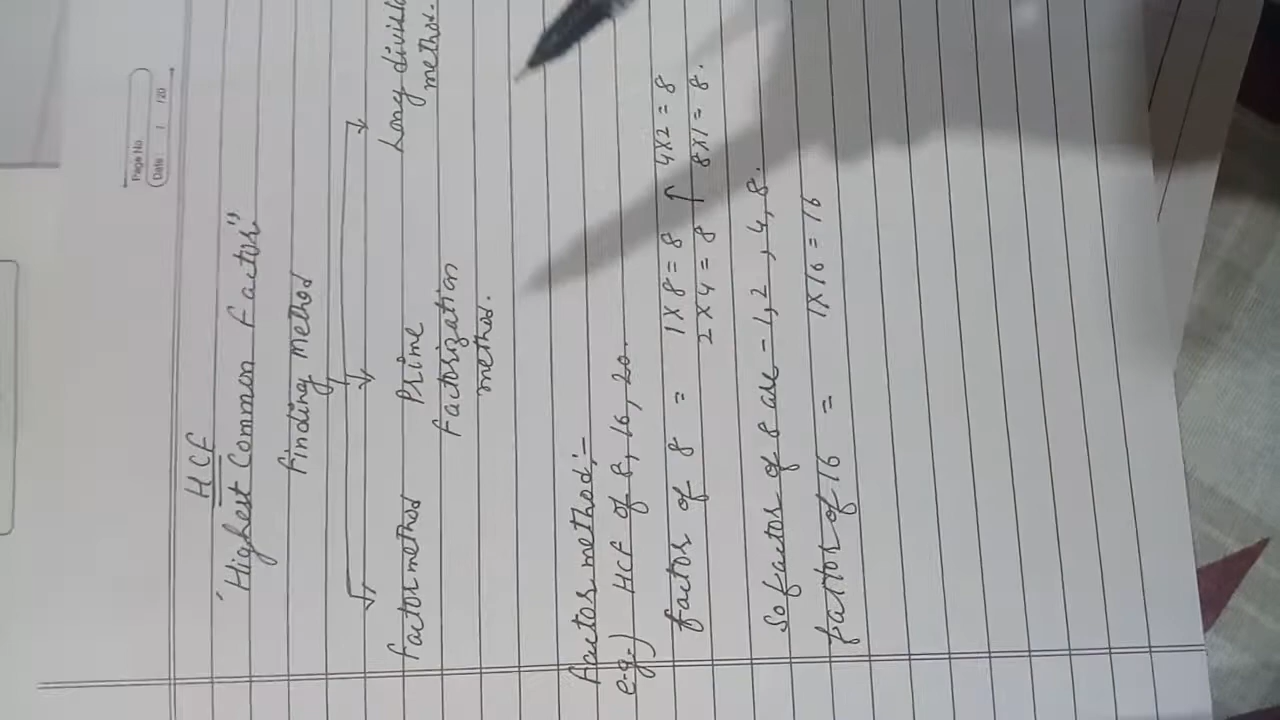 Page No
Date : / /20
HCF
"Highest Common Factor"
Finding method
Factor method Prime Factorization method. Long divisi method.
Factor method:-
e.g.) HCF of 8, 16, 20.
factor of 8 = 1 X 8 = 8 4 X 2 = 8
2 X 4 = 8 8 X 1 = 8.
So factor of 8 are - 1, 2, 4, 8.
factor of 16 = 1 X 16 = 16